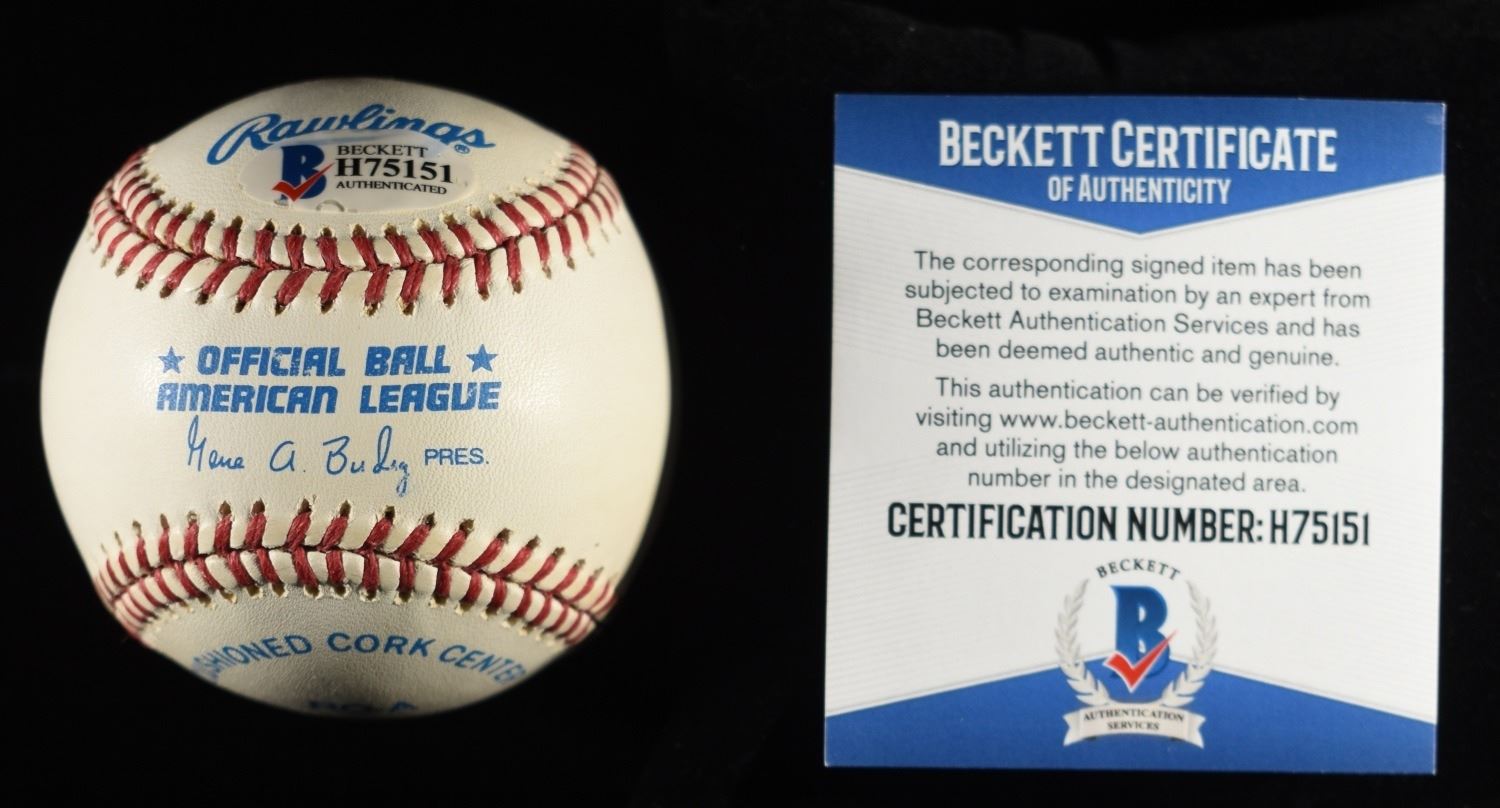 Rawlings®
BECKETT
H75151
AUTHENTICATED
★ OFFICIAL BALL ★
AMERICAN LEAGUE
Gene A. Budig PRES.
SHIONED CORK CENTER
RO-A
BECKETT CERTIFICATE
OF AUTHENTICITY
The corresponding signed item has been
subjected to examination by an expert from
Beckett Authentication Services and has
been deemed authentic and genuine.
This authentication can be verified by
visiting www.beckett-authentication.com
and utilizing the below authentication
number in the designated area.
CERTIFICATION NUMBER: H75151
BECKETT
B
AUTHENTICATION
SERVICES